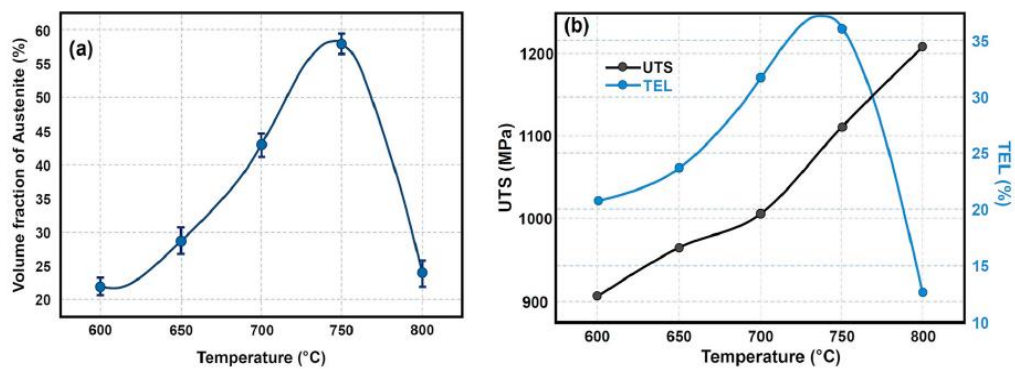 (a)
Volume fraction of Austenite (%)
60
55
50
45
40
30
25
20
600 650 700 750 800
Temperature (°C)
(b)
UTS
TEL
UTS (MPa)
1200
1100
1000
900
35
30
25
20
15
10
TEL (%)
600 650 700 750 800
Temperature (°C)